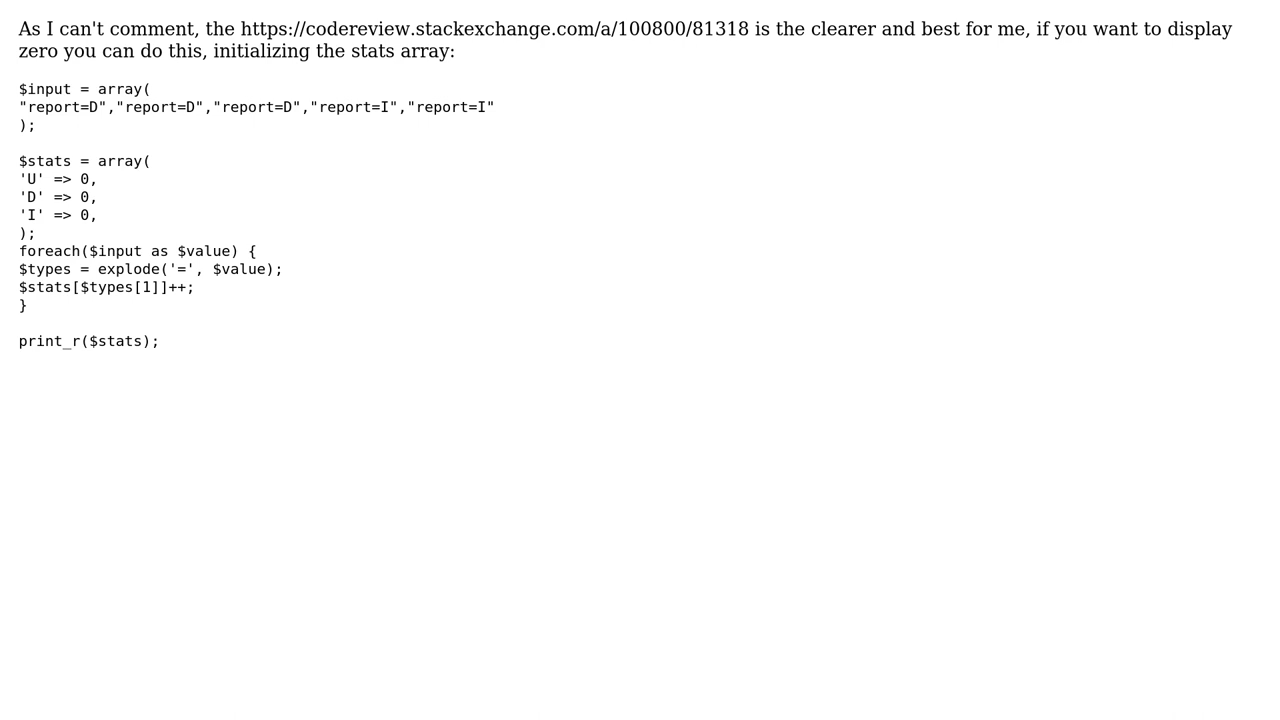 As I can't comment, the https://codereview.stackexchange.com/a/100800/81318 is the clearer and best for me, if you want to display
zero you can do this, initializing the stats array:
$input = array(
"report=D","report=D","report=D","report=I","report=I"
);
$stats = array(
'U' => 0,
'D' => 0,
'I' => 0,
);
foreach($input as $value) {
$types = explode('=', $value);
$stats[$types[1]]++;
}
print_r($stats);